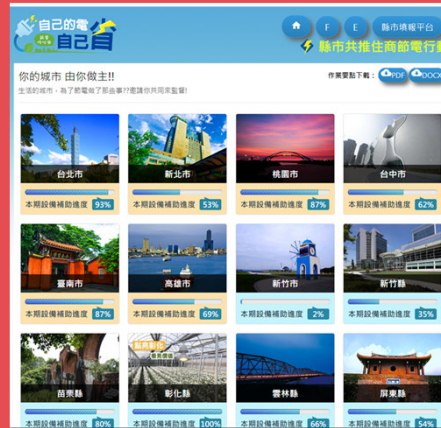 自己的電
自己省
F E 縣市填報平台
縣市共推住商節電行
你的城市 由你做主!!
作業要點下載： PDF DOCX
生活的城市，為了節電做了那些事??邀請你共同來監督!
台北市 新北市 桃園市 台中市
本期設備補助進度 93% 本期設備補助進度 53% 本期設備補助進度 87% 本期設備補助進度 62%
臺南市 高雄市 新竹市 新竹縣
本期設備補助進度 87% 本期設備補助進度 69% 本期設備補助進度 2% 本期設備補助進度 35%
苗栗縣 彰化縣 雲林縣 屏東縣
本期設備補助進度 80% 本期設備補助進度 100% 本期設備補助進度 66% 本期設備補助進度 54%